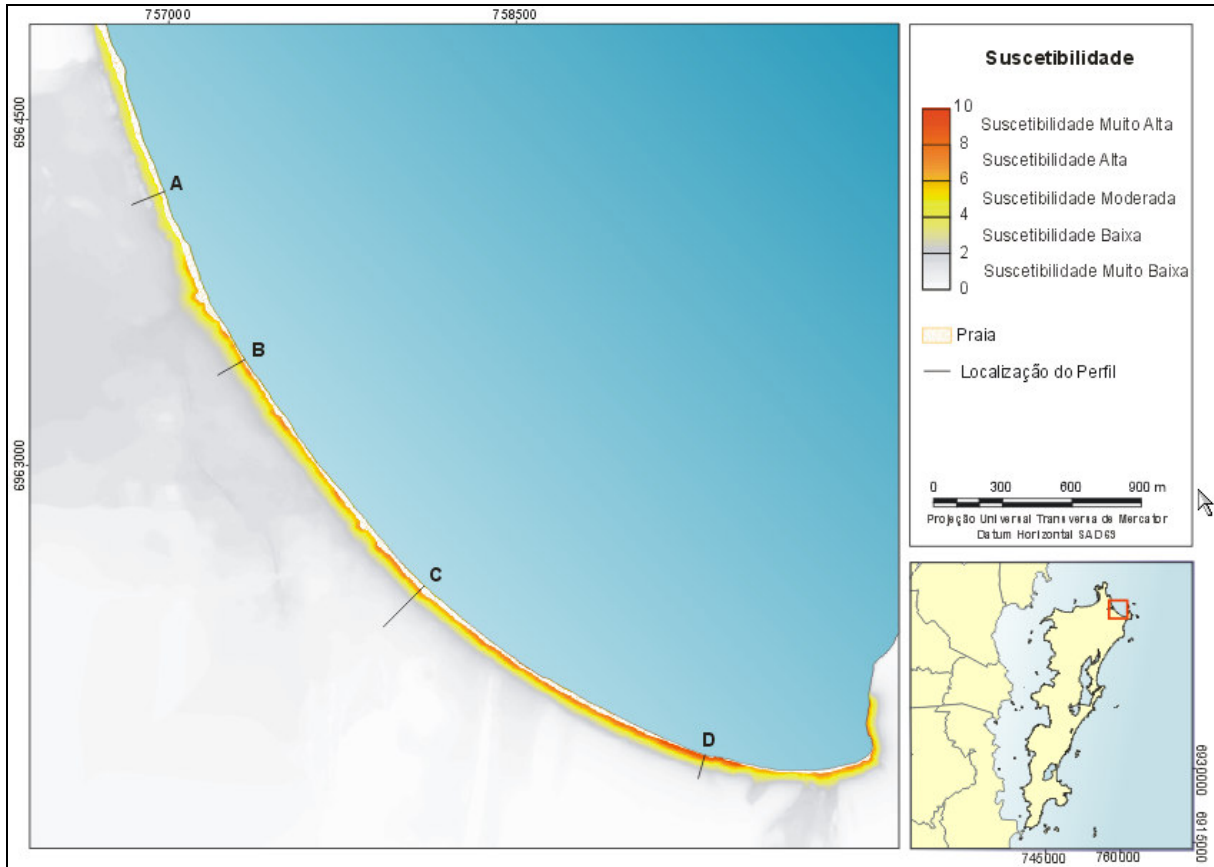 757000
758500
6964500
6963000
A
B
C
D
Suscetibilidade
10
8
6
4
2
0
Suscetibilidade Muito Alta
Suscetibilidade Alta
Suscetibilidade Moderada
Suscetibilidade Baixa
Suscetibilidade Muito Baixa
Praia
Localização do Perfil
0 300 600 900 m
Projeção Universal Transversa de Mercator
Datum Horizontal SAD69
6930000
6915000
745000
760000